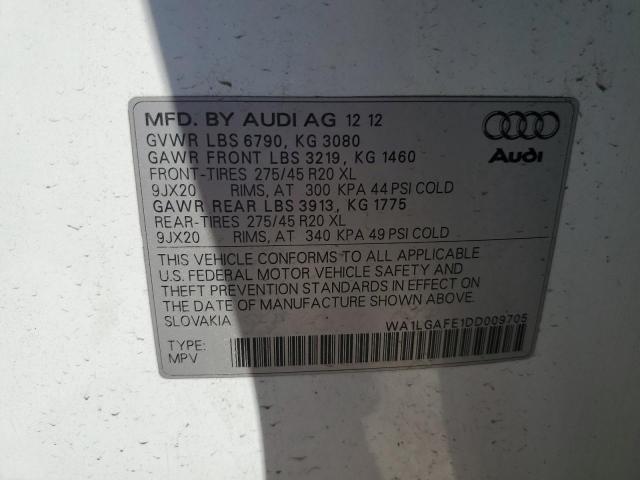 MFD. BY AUDI AG 12 12
GVWR LBS 6790, KG 3080
GAWR FRONT LBS 3219, KG 1460
FRONT-TIRES 275/45 R20 XL
9JX20 RIMS, AT 300 KPA 44 PSI COLD
GAWR REAR LBS 3913, KG 1775
REAR-TIRES 275/45 R20 XL
9JX20 RIMS, AT 340 KPA 49 PSI COLD
Audi
THIS VEHICLE CONFORMS TO ALL APPLICABLE
U.S. FEDERAL MOTOR VEHICLE SAFETY AND
THEFT PREVENTION STANDARDS IN EFFECT ON
THE DATE OF MANUFACTURE SHOWN ABOVE.
SLOVAKIA
WA1LGAFE1DD009705
TYPE:
MPV